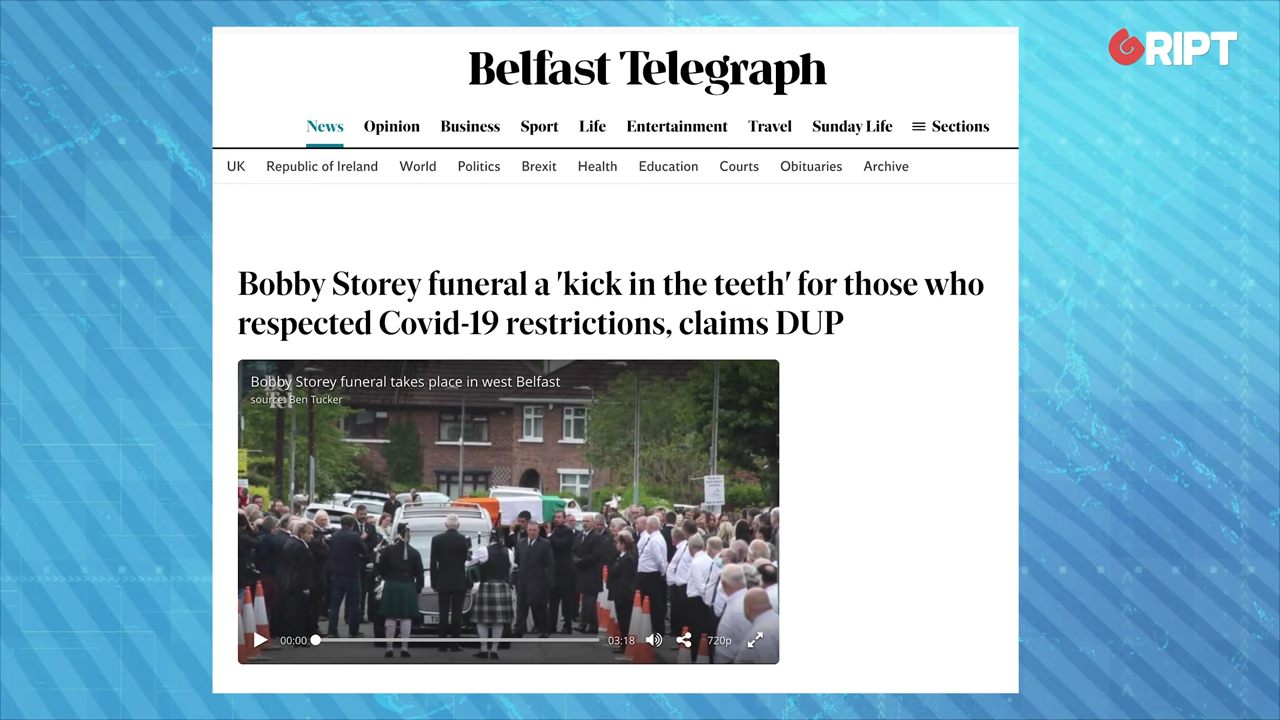 GRIPT
Belfast Telegraph
News Opinion Business Sport Life Entertainment Travel Sunday Life Sections
UK Republic of Ireland World Politics Brexit Health Education Courts Obituaries Archive
Bobby Storey funeral a 'kick in the teeth' for those who
respected Covid-19 restrictions, claims DUP
Bobby Storey funeral takes place in west Belfast
source: Ben Tucker
00:00 03:18 720p